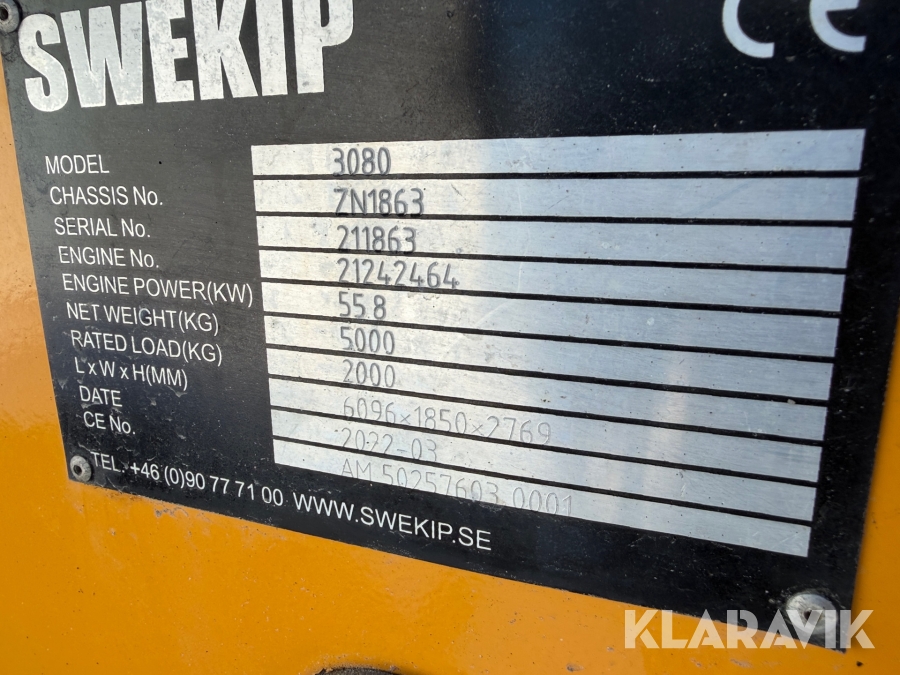 SWEKIP
CE
MODEL 3080
CHASSIS No. ZN1863
SERIAL No. 211863
ENGINE No. 21242464
ENGINE POWER(KW) 55.8
NET WEIGHT(KG) 5000
RATED LOAD(KG) 2000
L x W x H(MM) 6096×1850×2769
DATE 2022-03
CE No. AM 50257603 0001
TEL. +46 (0)90 77 71 00 WWW.SWEKIP.SE
KLARAVIK